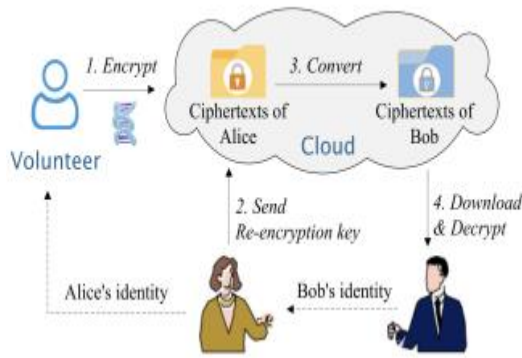 1. Encrypt
3. Convert
Ciphertexts of
Alice
Ciphertexts of
Bob
Cloud
Volunteer
2. Send
Re-encryption key
4. Download
& Decrypt
Alice's identity
Bob's identity